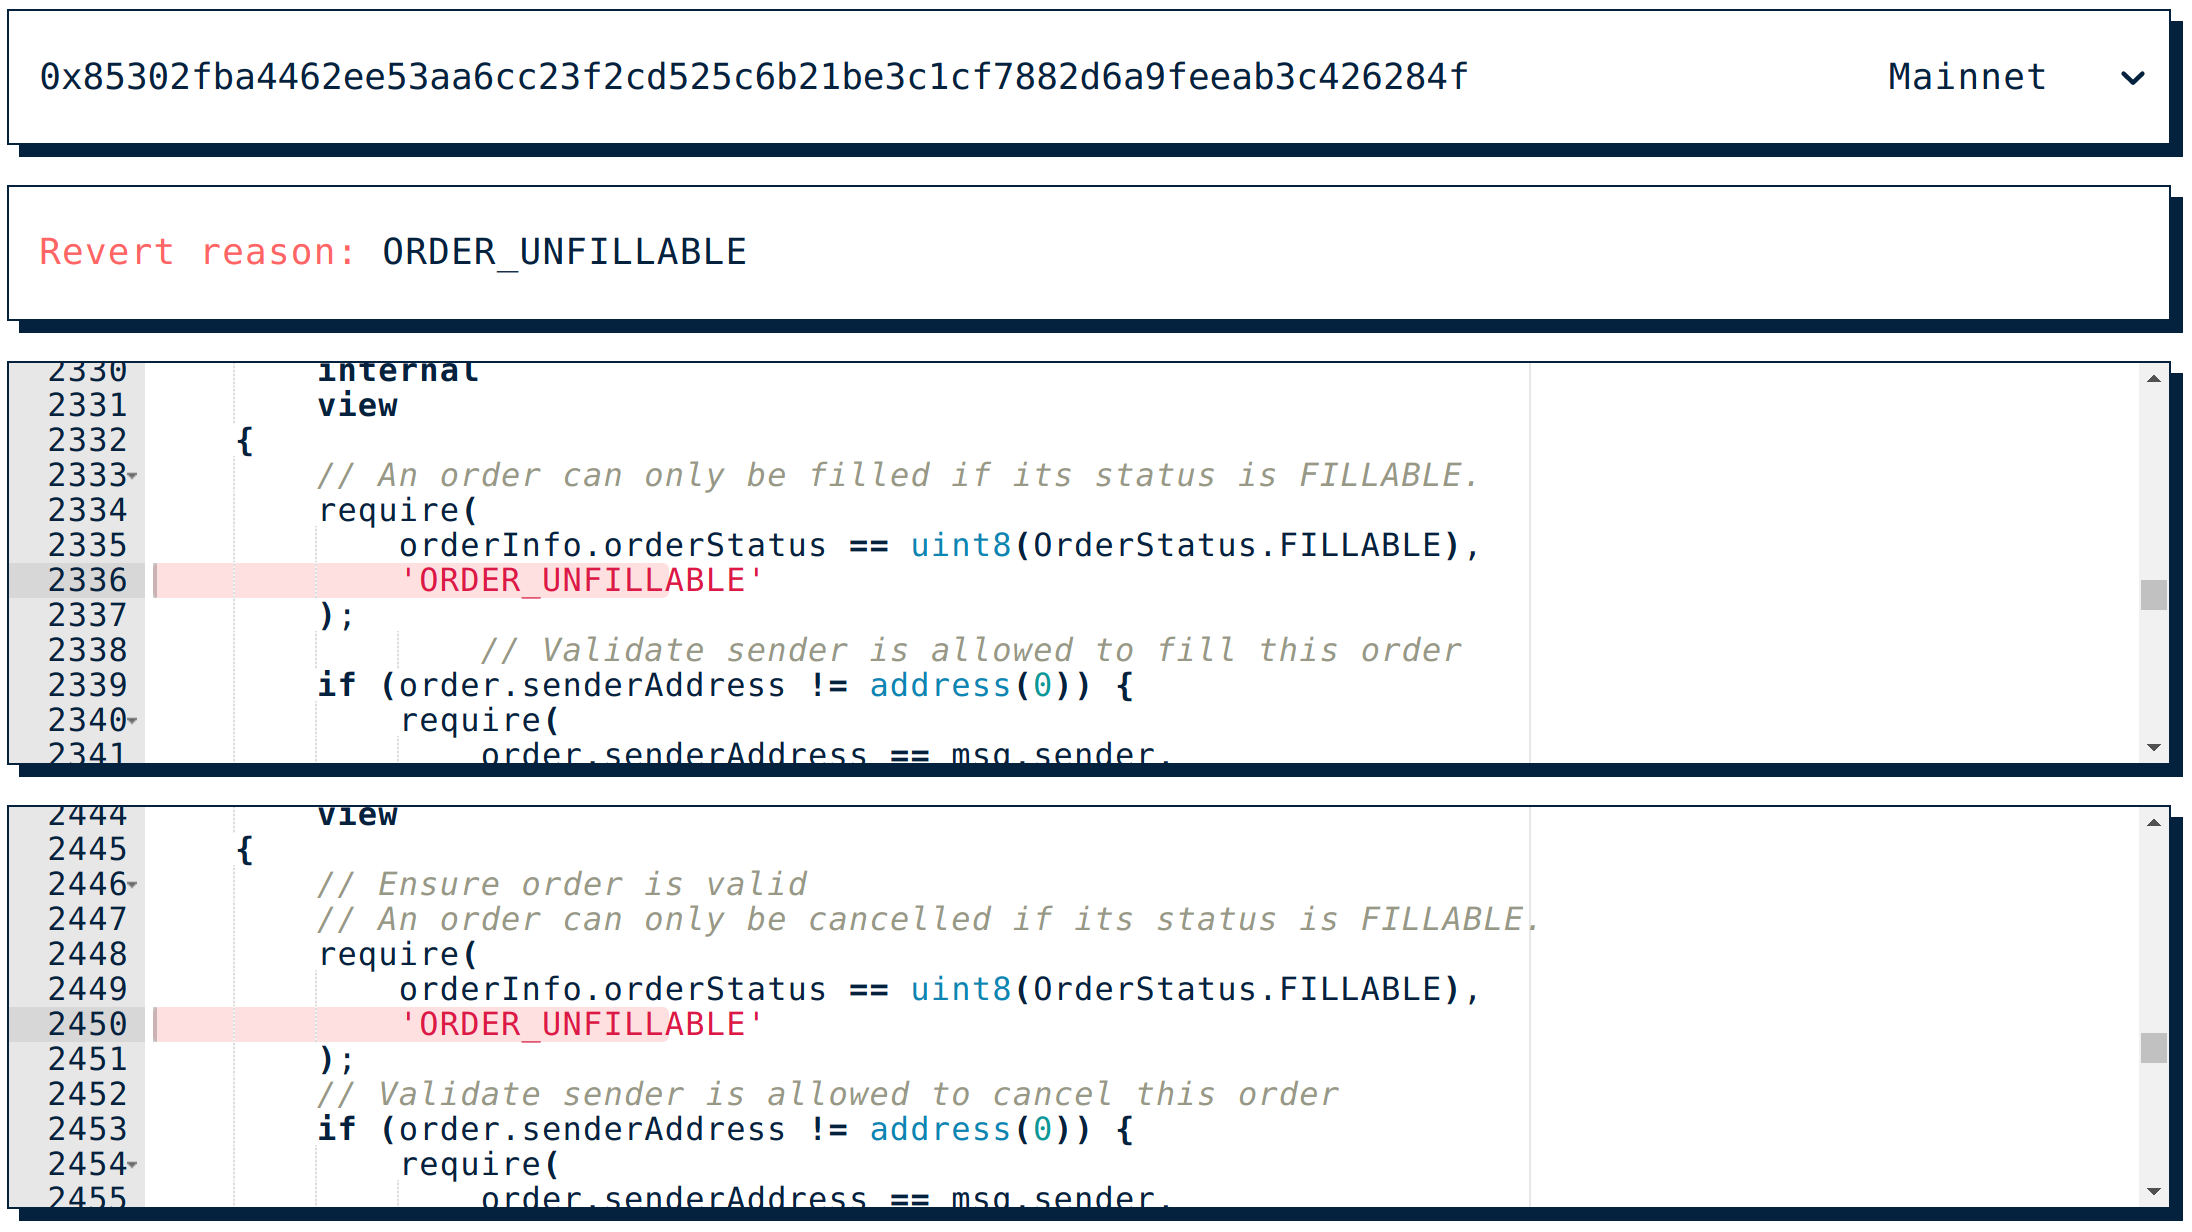 0x85302fba4462ee53aa6cc23f2cd525c6b21be3c1cf7882d6a9feeab3c426284f Mainnet
Revert reason: ORDER_UNFILLABLE
2330 internal
2331 view
2332 {
2333 // An order can only be filled if its status is FILLABLE.
2334 require(
2335 orderInfo.orderStatus == uint8(OrderStatus.FILLABLE),
2336 'ORDER_UNFILLABLE'
2337 );
2338 // Validate sender is allowed to fill this order
2339 if (order.senderAddress != address(0)) {
2340 require(
2341 order.senderAddress == msg.sender,
2444 view
2445 {
2446 // Ensure order is valid
2447 // An order can only be cancelled if its status is FILLABLE.
2448 require(
2449 orderInfo.orderStatus == uint8(OrderStatus.FILLABLE),
2450 'ORDER_UNFILLABLE'
2451 );
2452 // Validate sender is allowed to cancel this order
2453 if (order.senderAddress != address(0)) {
2454 require(
2455 order.senderAddress == msg.sender,